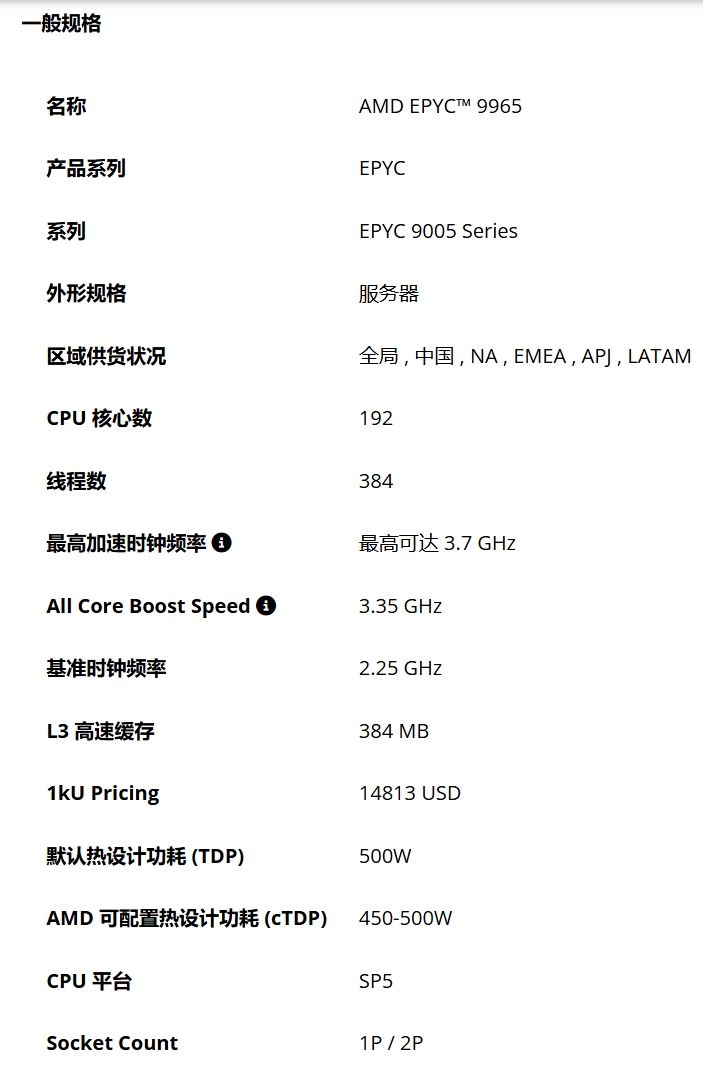 一般规格
名称 AMD EPYC™ 9965
产品系列 EPYC
系列 EPYC 9005 Series
外形规格 服务器
区域供货状况 全局 , 中国 , NA , EMEA , APJ , LATAM
CPU 核心数 192
线程数 384
最高加速时钟频率 最高可达 3.7 GHz
All Core Boost Speed 3.35 GHz
基准时钟频率 2.25 GHz
L3 高速缓存 384 MB
1kU Pricing 14813 USD
默认热设计功耗 (TDP) 500W
AMD 可配置热设计功耗 (cTDP) 450-500W
CPU 平台 SP5
Socket Count 1P / 2P